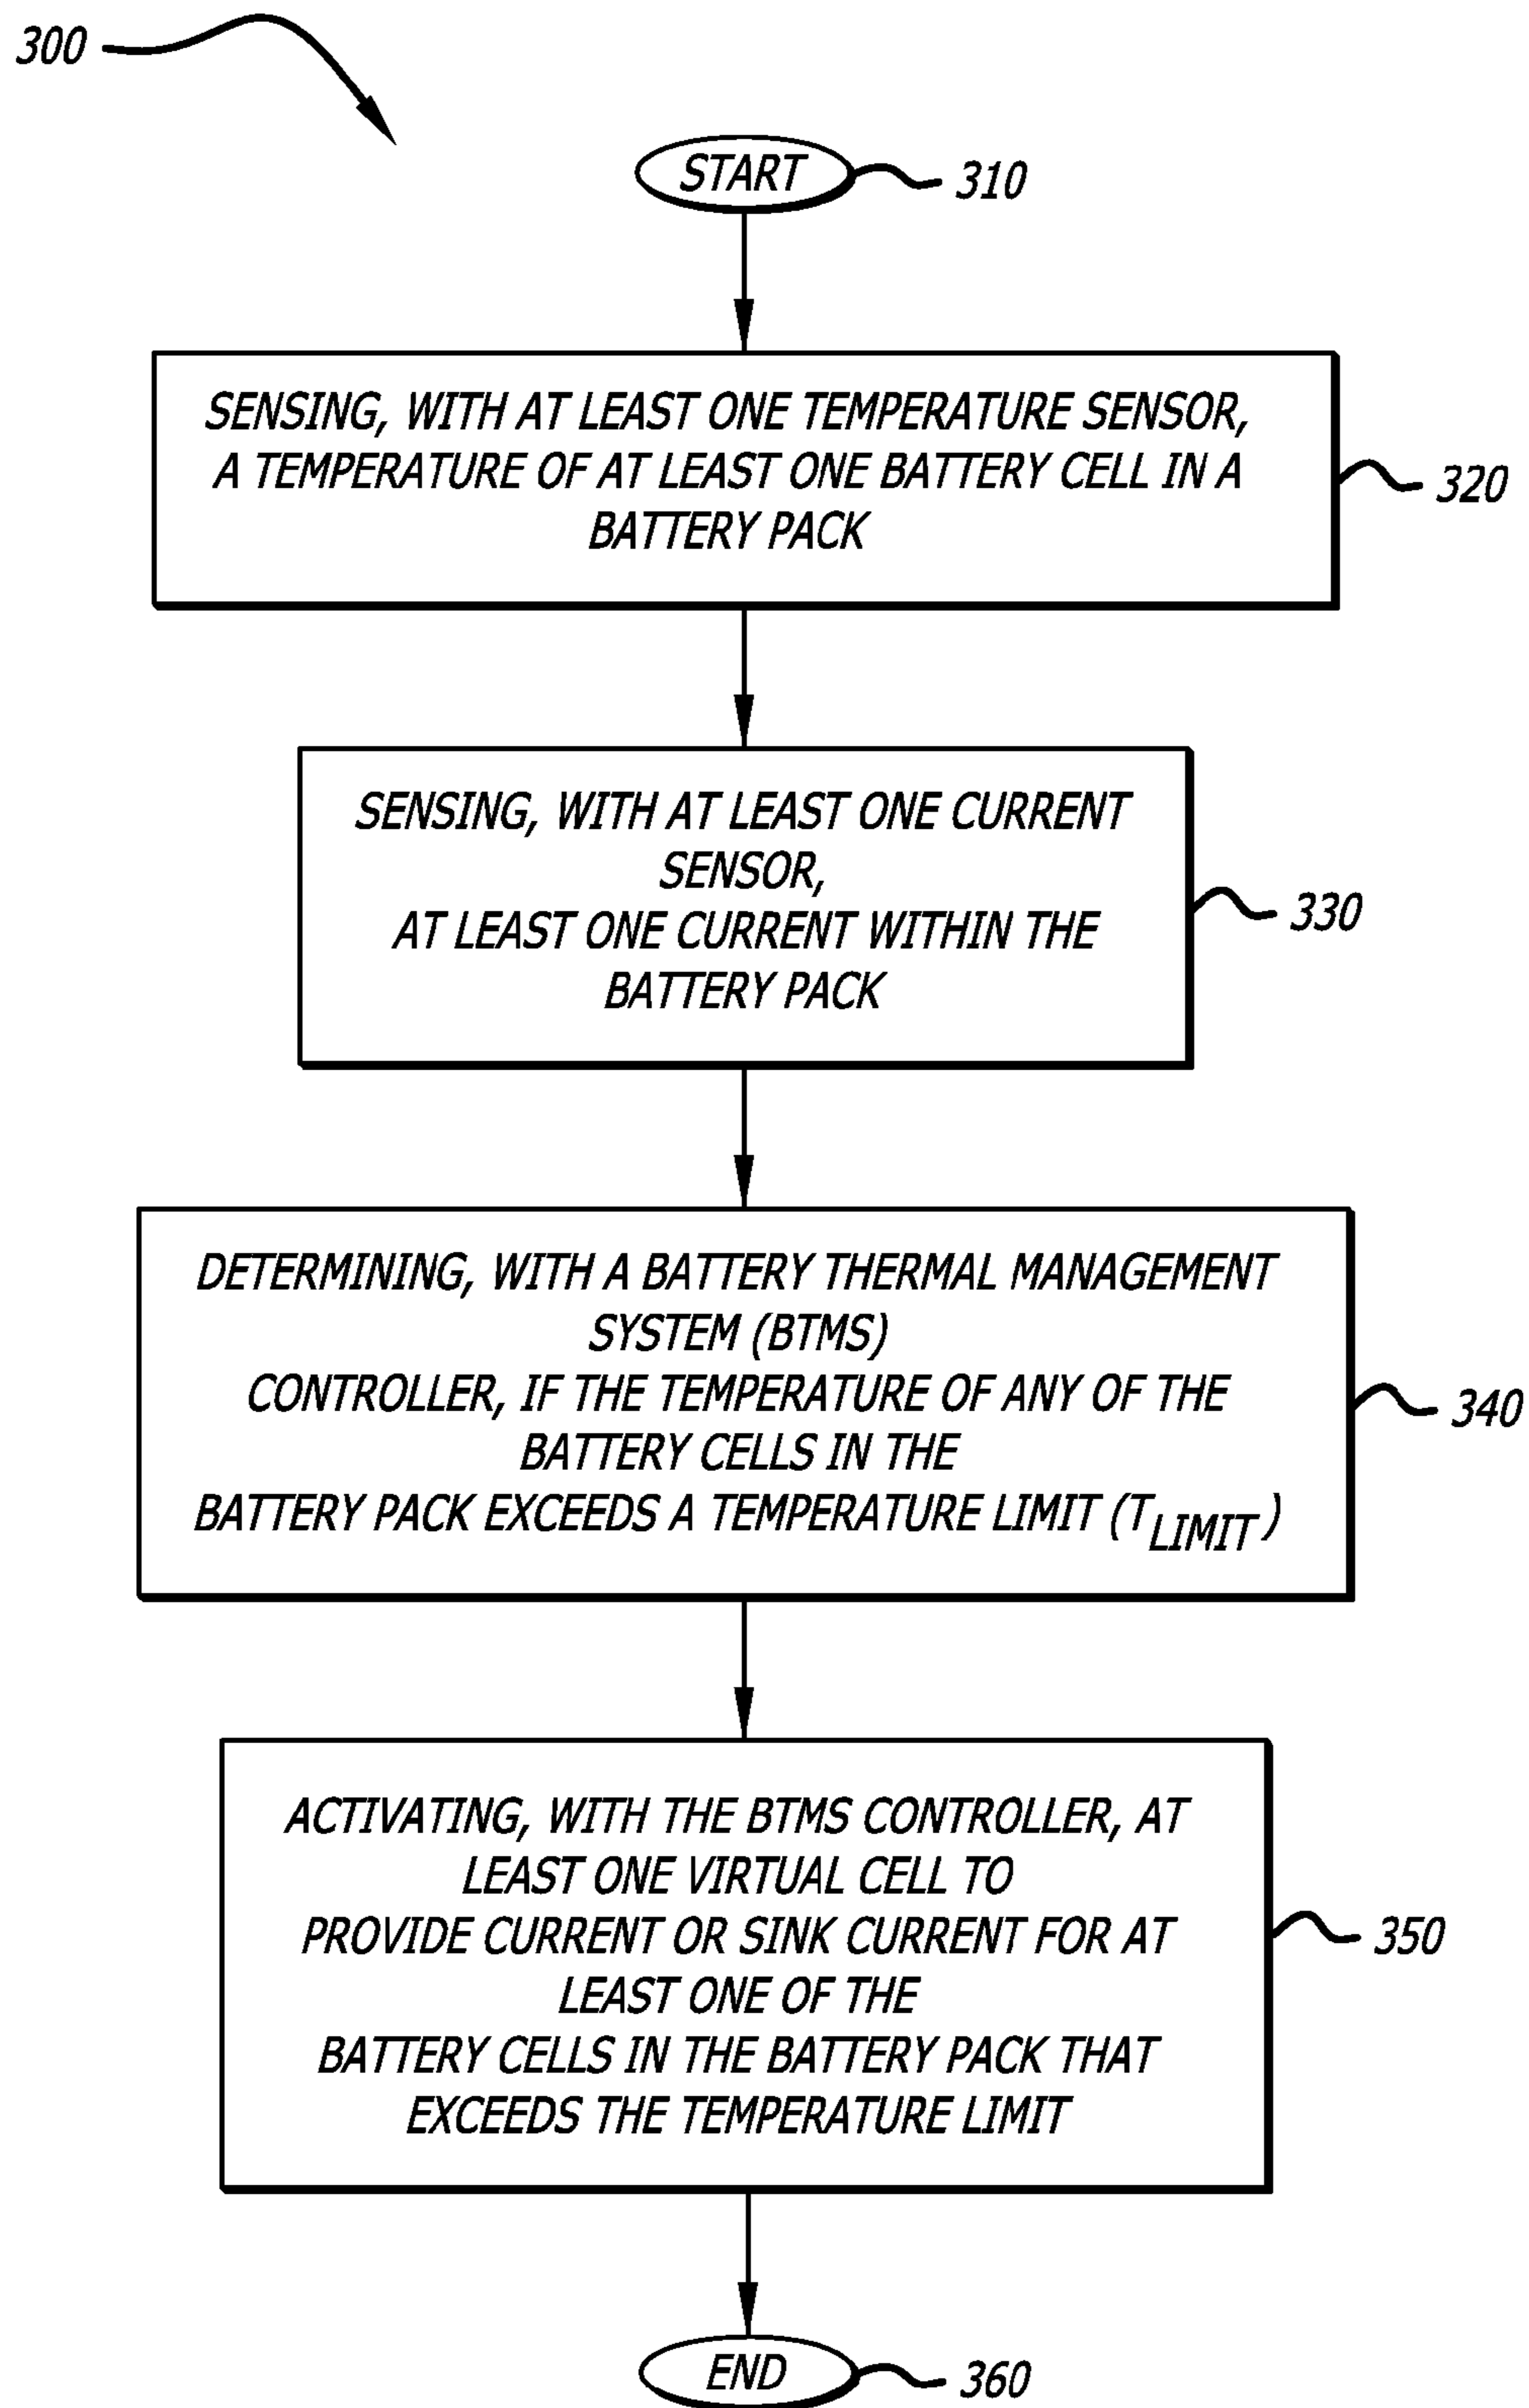 300
START
310
SENSING, WITH AT LEAST ONE TEMPERATURE SENSOR,
A TEMPERATURE OF AT LEAST ONE BATTERY CELL IN A
BATTERY PACK
320
SENSING, WITH AT LEAST ONE CURRENT
SENSOR,
AT LEAST ONE CURRENT WITHIN THE
BATTERY PACK
330
DETERMINING, WITH A BATTERY THERMAL MANAGEMENT
SYSTEM (BTMS)
CONTROLLER, IF THE TEMPERATURE OF ANY OF THE
BATTERY CELLS IN THE
BATTERY PACK EXCEEDS A TEMPERATURE LIMIT (T_LIMIT)
340
ACTIVATING, WITH THE BTMS CONTROLLER, AT
LEAST ONE VIRTUAL CELL TO
PROVIDE CURRENT OR SINK CURRENT FOR AT
LEAST ONE OF THE
BATTERY CELLS IN THE BATTERY PACK THAT
EXCEEDS THE TEMPERATURE LIMIT
350
END
360